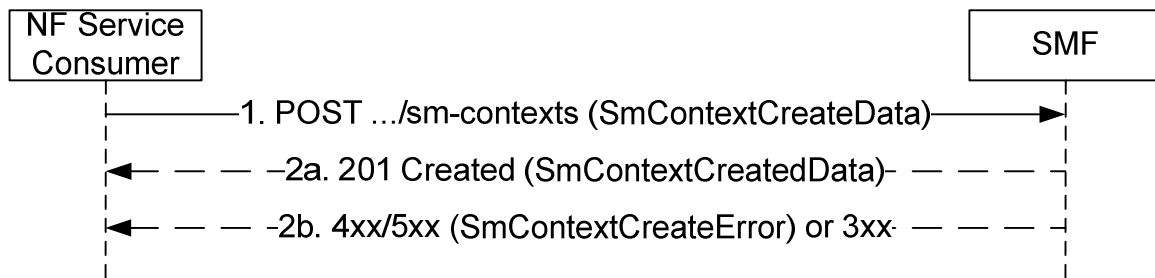 NF Service
Consumer
SMF
1. POST .../sm-contexts (SmContextCreateData)
2a. 201 Created (SmContextCreatedData)
2b. 4xx/5xx (SmContextCreateError) or 3xx